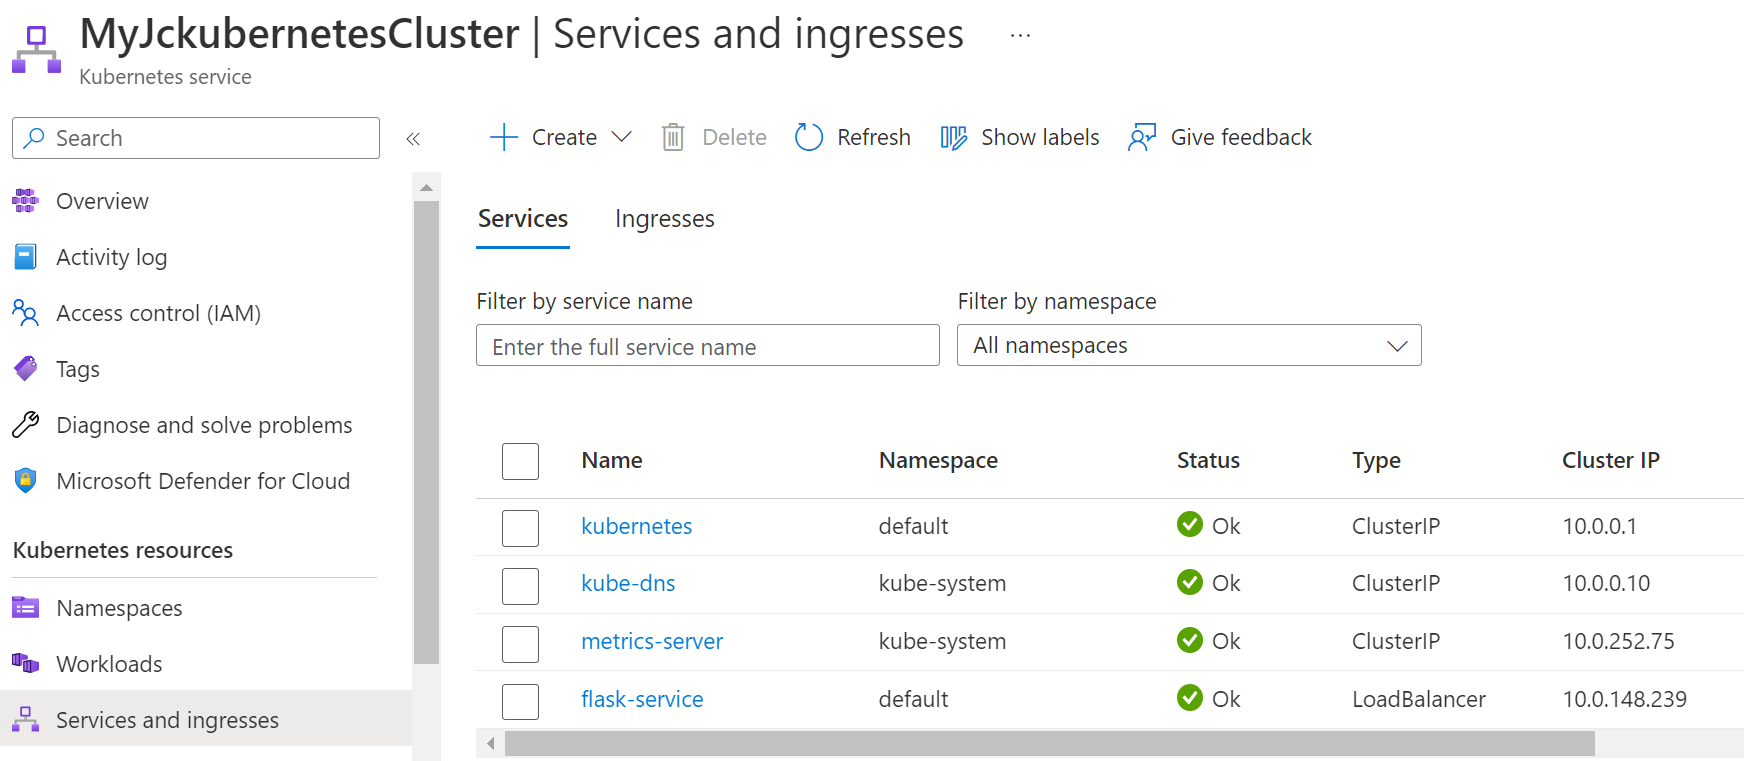 MyJckubernetesCluster | Services and ingresses ...
Kubernetes service
Search
«
Create
Delete
Refresh
Show labels
Give feedback
Overview
Activity log
Access control (IAM)
Tags
Diagnose and solve problems
Microsoft Defender for Cloud
Kubernetes resources
Namespaces
Workloads
Services and ingresses
Services Ingresses
Filter by service name Filter by namespace
Enter the full service name All namespaces
Name Namespace Status Type Cluster IP
kubernetes default Ok ClusterIP 10.0.0.1
kube-dns kube-system Ok ClusterIP 10.0.0.10
metrics-server kube-system Ok ClusterIP 10.0.252.75
flask-service default Ok LoadBalancer 10.0.148.239